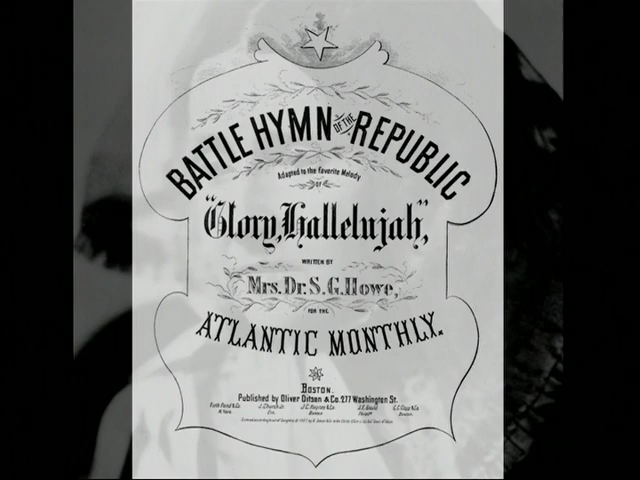 BATTLE HYMN OF THE REPUBLIC
Adapted to the favorite Melody
OF
"Glory, Hallelujah",
WRITTEN BY
Mrs. Dr. S. G. Howe,
FOR THE
ATLANTIC MONTHLY.
BOSTON.
Published by Oliver Ditson & Co. 277 Washington St.